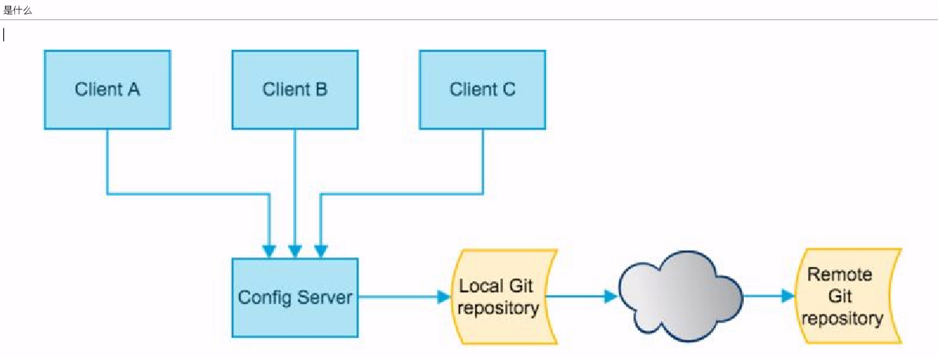 是什么
Client A
Client B
Client C
Config Server
Local Git
repository
Remote
Git
repository